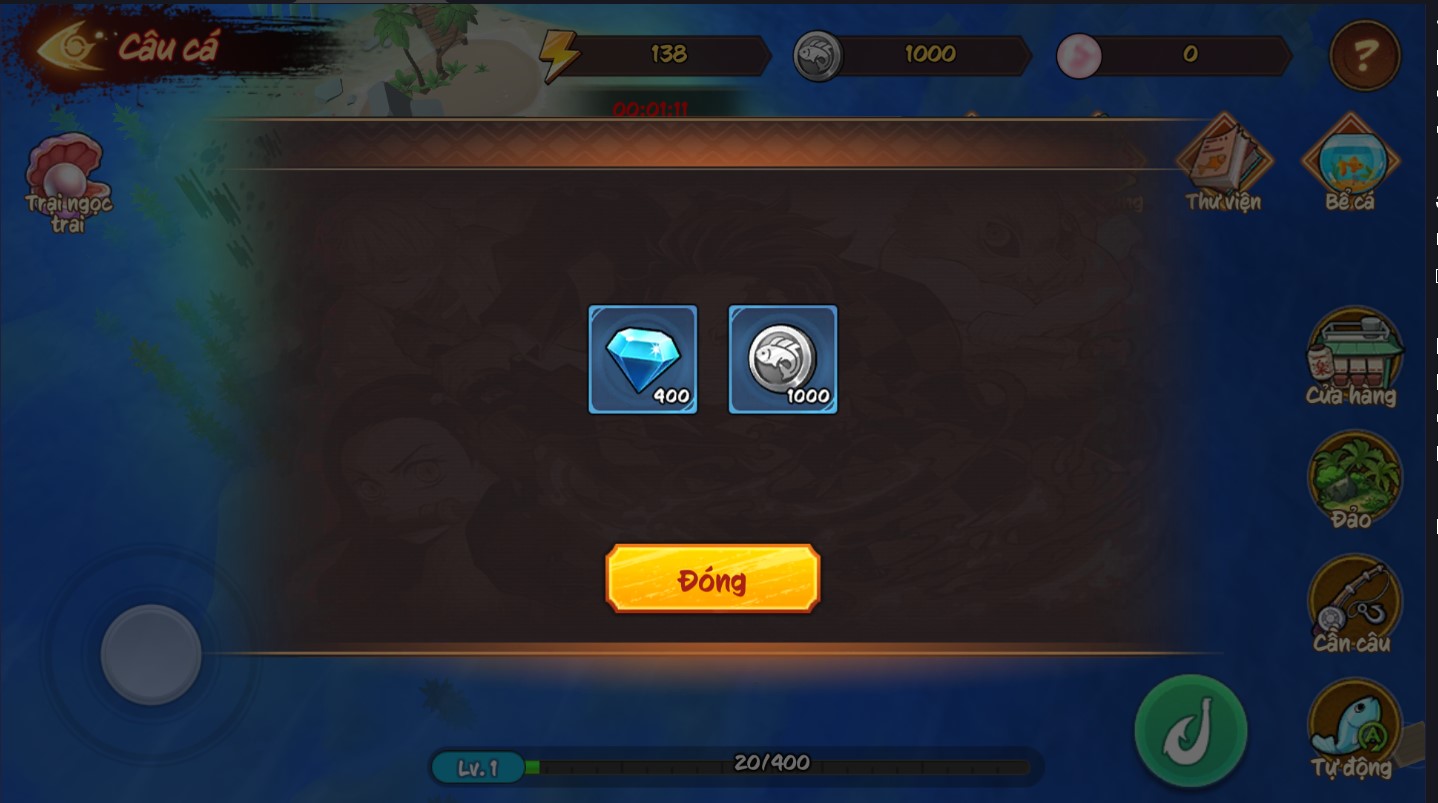 Câu cá
138
1000
0
?
00:01:11
Trại ngọc
trai
Thư viện
Bể cá
400
1000
Cửa hàng
Đảo
Đóng
Cần câu
A
Tự động
Lv. 1
20/400